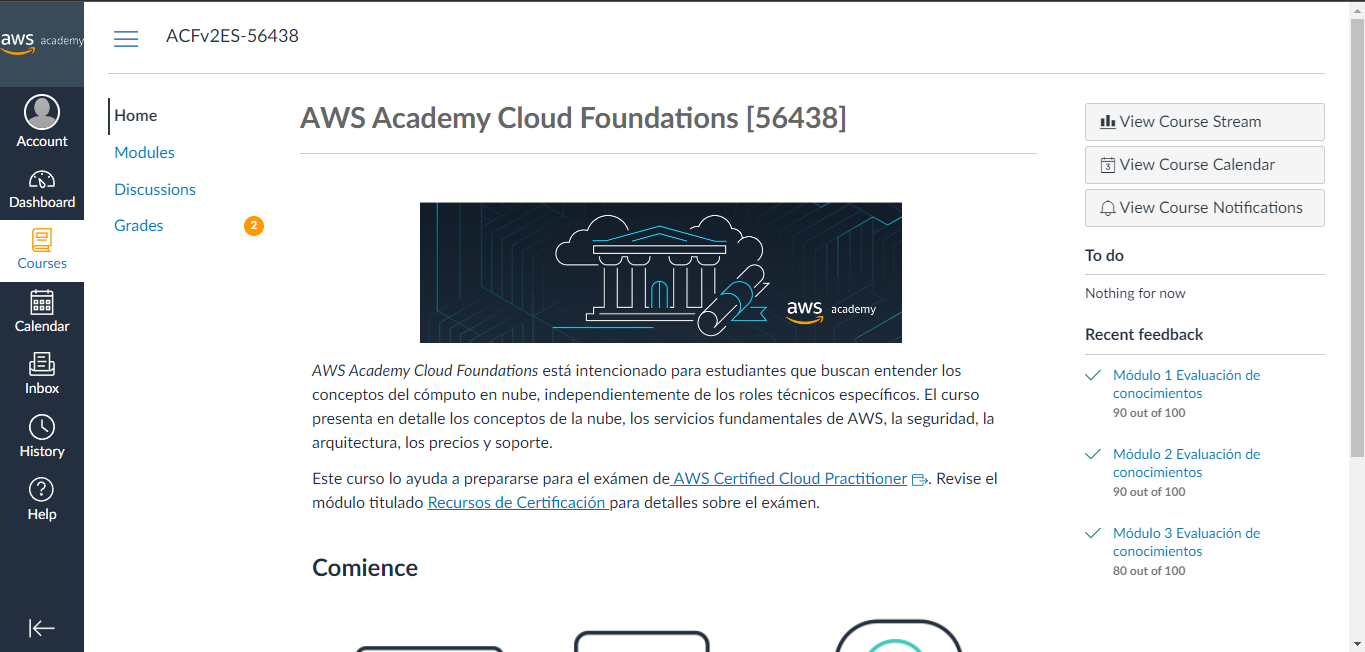 aws academy
ACFv2ES-56438
Account
Dashboard
Courses
Calendar
Inbox
History
Help
Home
Modules
Discussions
Grades 2
AWS Academy Cloud Foundations [56438]
aws academy
AWS Academy Cloud Foundations está intencionado para estudiantes que buscan entender los
conceptos del cómputo en nube, independientemente de los roles técnicos específicos. El curso
presenta en detalle los conceptos de la nube, los servicios fundamentales de AWS, la seguridad, la
arquitectura, los precios y soporte.
Este curso lo ayuda a prepararse para el exámen de AWS Certified Cloud Practitioner. Revise el
módulo titulado Recursos de Certificación para detalles sobre el exámen.
Comience
View Course Stream
3 View Course Calendar
View Course Notifications
To do
Nothing for now
Recent feedback
Módulo 1 Evaluación de
conocimientos
90 out of 100
Módulo 2 Evaluación de
conocimientos
90 out of 100
Módulo 3 Evaluación de
conocimientos
80 out of 100